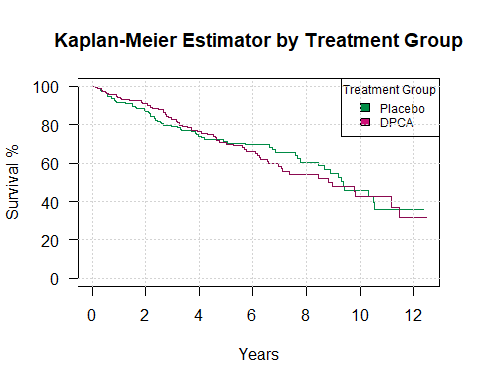 Kaplan-Meier Estimator by Treatment Group
Treatment Group
Placebo
DPCA
Survival %
100
80
60
40
20
0
0 2 4 6 8 10 12
Years